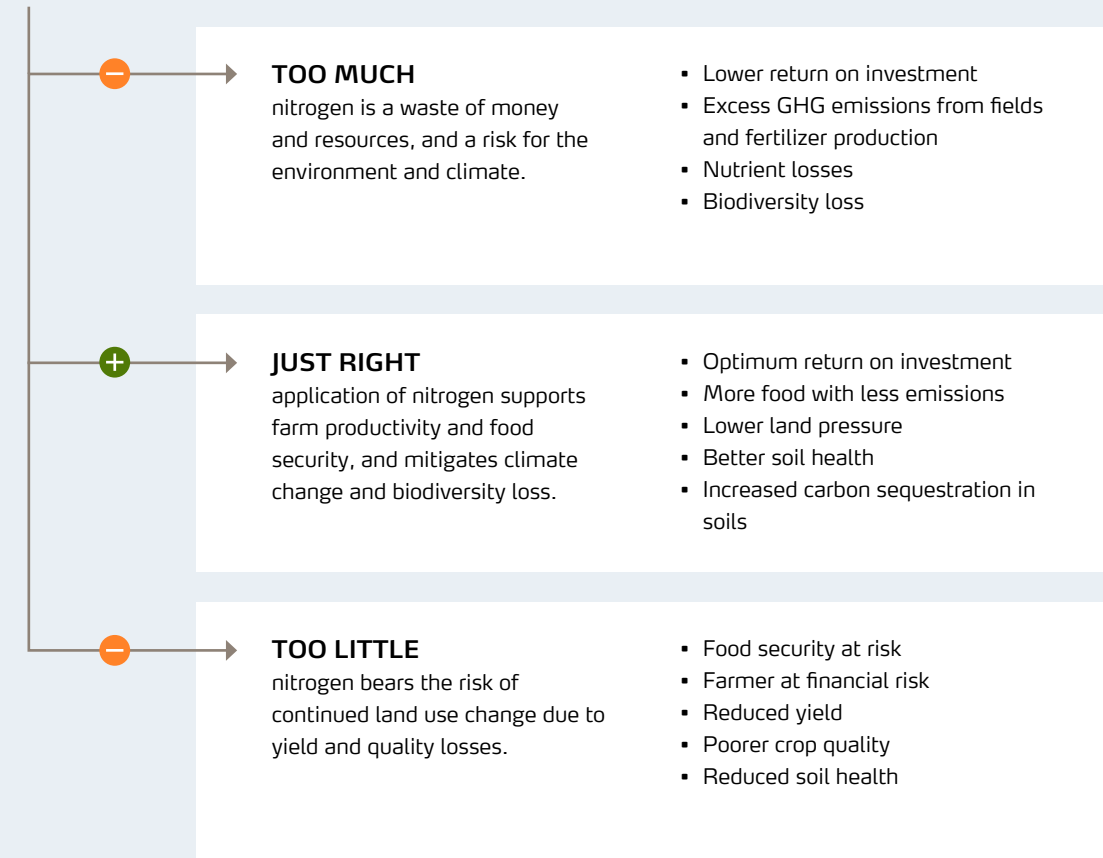 TOO MUCH
nitrogen is a waste of money
and resources, and a risk for the
environment and climate.
▪ Lower return on investment
▪ Excess GHG emissions from fields
and fertilizer production
▪ Nutrient losses
▪ Biodiversity loss
JUST RIGHT
application of nitrogen supports
farm productivity and food
security, and mitigates climate
change and biodiversity loss.
▪ Optimum return on investment
▪ More food with less emissions
▪ Lower land pressure
▪ Better soil health
▪ Increased carbon sequestration in
soils
TOO LITTLE
nitrogen bears the risk of
continued land use change due to
yield and quality losses.
▪ Food security at risk
▪ Farmer at financial risk
▪ Reduced yield
▪ Poorer crop quality
▪ Reduced soil health